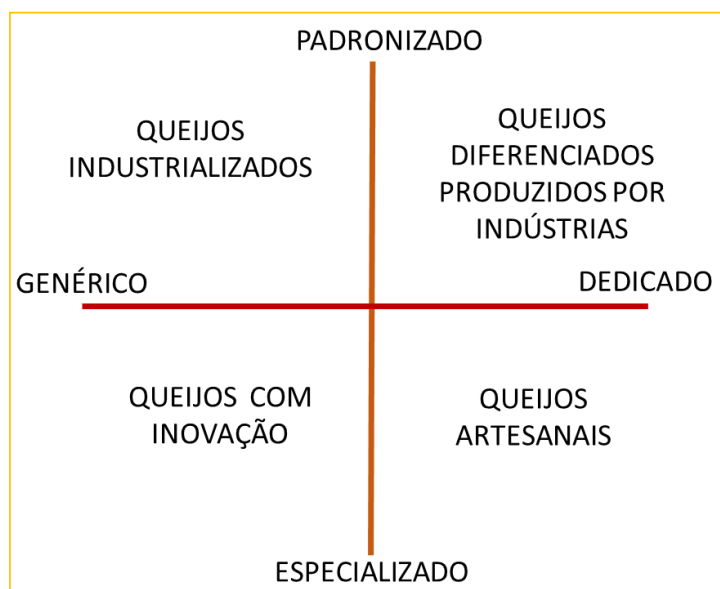 PADRONIZADO
QUEIJOS
INDUSTRIALIZADOS
QUEIJOS
DIFERENCIADOS
PRODUZIDOS POR
INDÚSTRIAS
GENÉRICO
DEDICADO
QUEIJOS COM
INOVAÇÃO
QUEIJOS
ARTESANAIS
ESPECIALIZADO